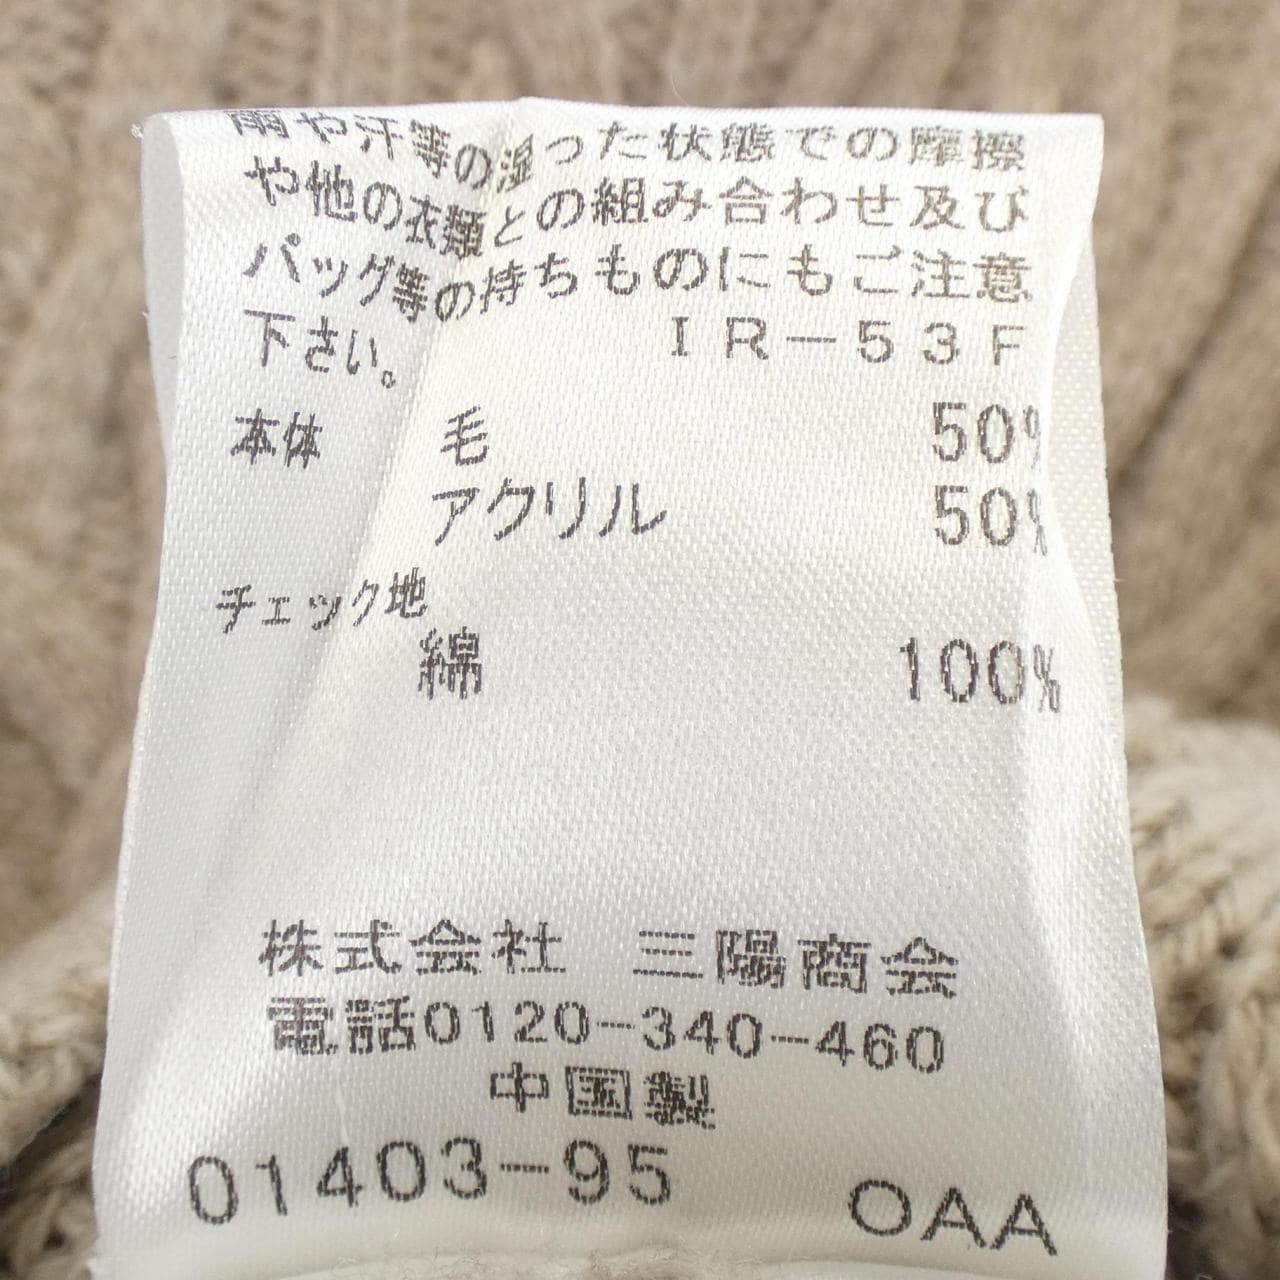 雨や汗等の湿った状態での摩擦
や他の衣類との組み合わせ及び
バッグ等の持ちものにもご注意
下さい。 IR-53F
本体 毛 50%
アクリル 50%
チェック地
綿 100%
株式会社 三陽商会
電話0120-340-460
中国製
01403-95 OAA